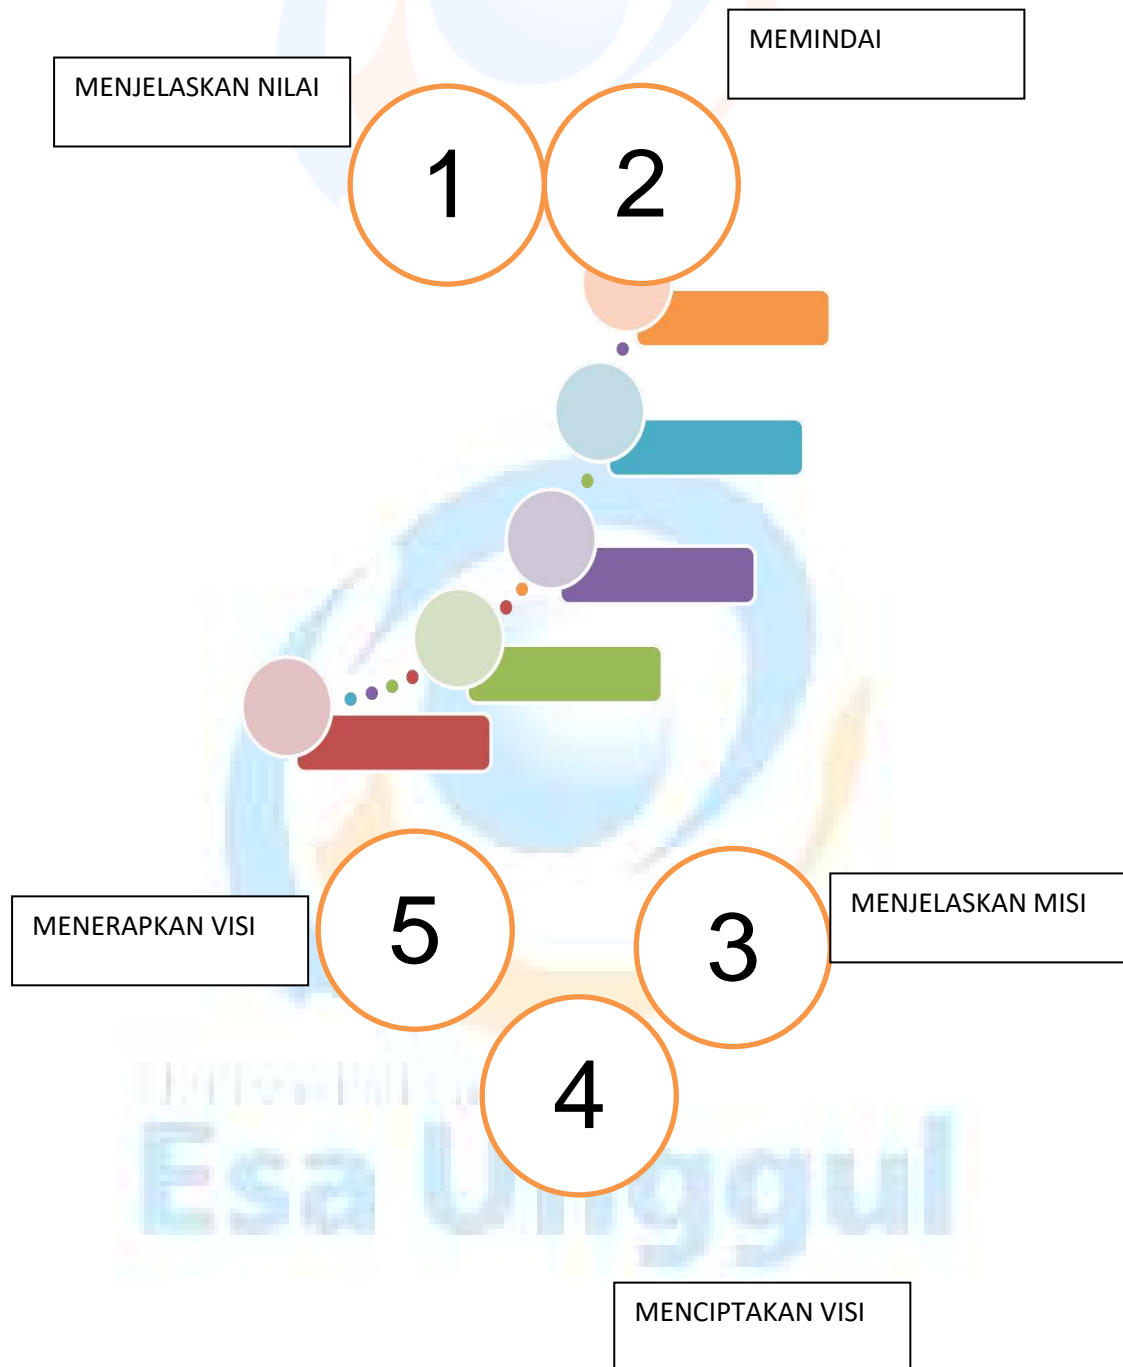 MEMINDAI
MENJELASKAN NILAI
1
2
5
3
MENJELASKAN MISI
MENERAPKAN VISI
4
Esa Unggul
MENCIPTAKAN VISI